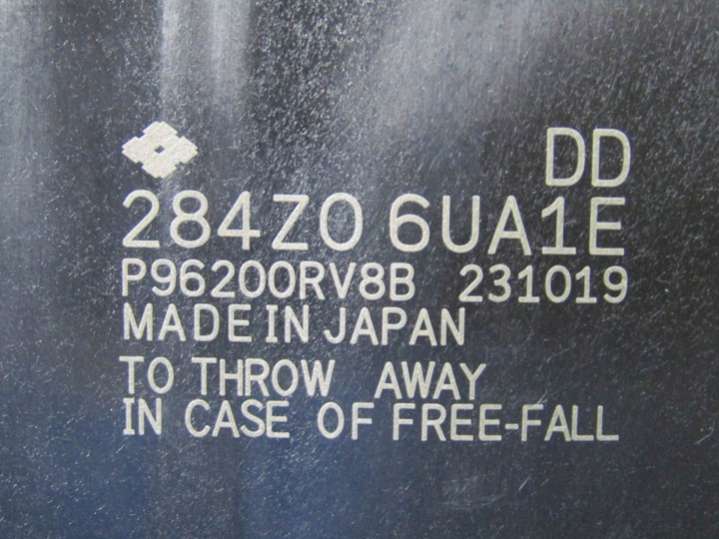 DD
284Z0 6UA1E
P96200RV8B 231019
MADE IN JAPAN
TO THROW AWAY
IN CASE OF FREE-FALL